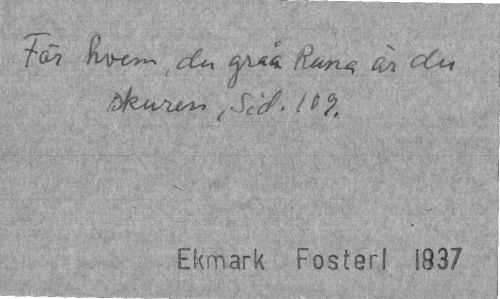 För hvem, du gråå Runa är du
skuren, Sid. 109.
Ekmark Fosterl 1837